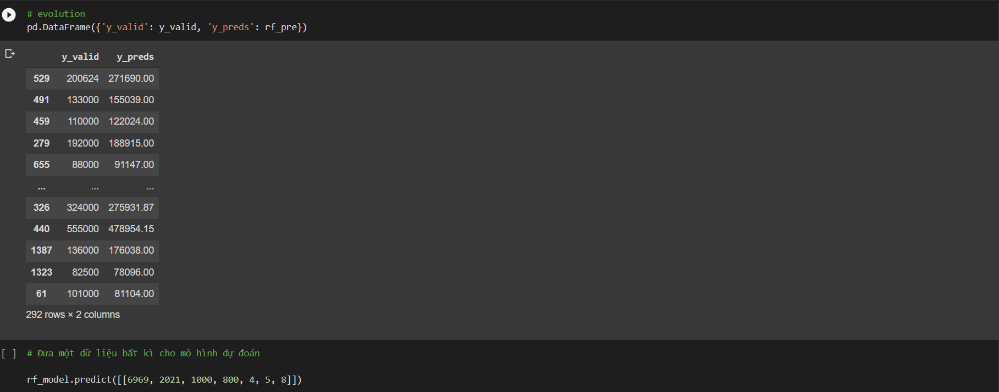 # evolution
pd.DataFrame({'y_valid': y_valid, 'y_preds': rf_pre})
y_valid y_preds
529 200624 271690.00
491 133000 155039.00
459 110000 122024.00
279 192000 188915.00
655 88000 91147.00
... ... ...
326 324000 275931.87
440 555000 478954.15
1387 136000 176038.00
1323 82500 78096.00
61 101000 81104.00
292 rows × 2 columns
[ ] # Đưa một dữ liệu bất kì cho mô hình dự đoán
rf_model.predict([[6969, 2021, 1000, 800, 4, 5, 8]])